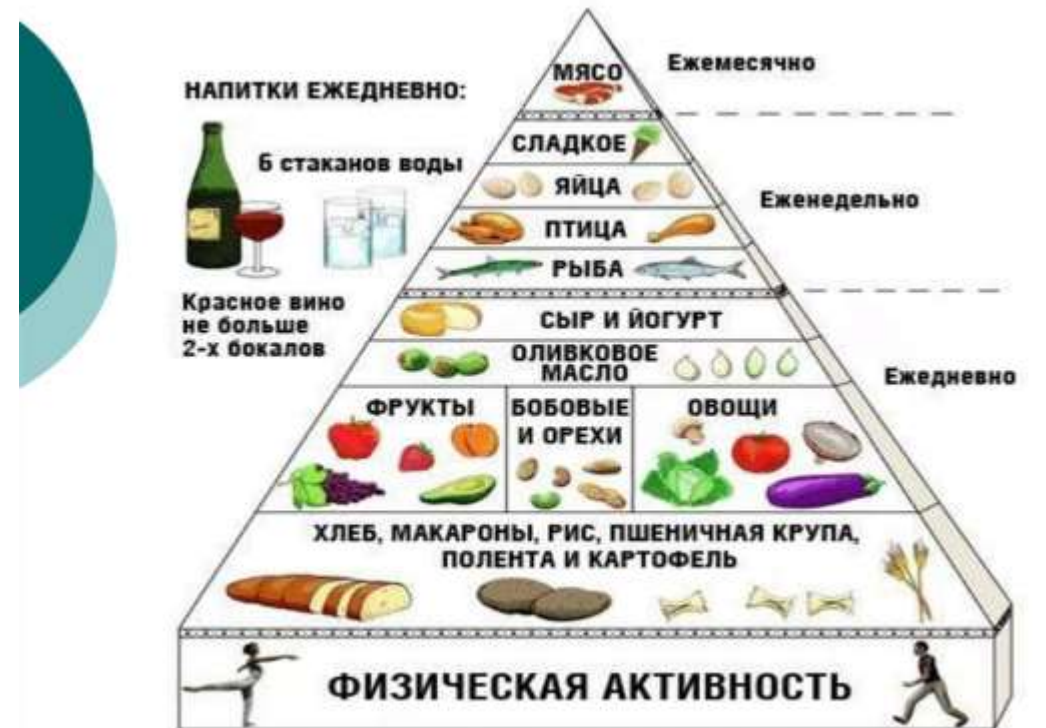 НАПИТКИ ЕЖЕДНЕВНО:
6 стаканов воды
Красное вино
не больше
2-х бокалов
МЯСО
Ежемесячно
СЛАДКОЕ
ЯЙЦА
ПТИЦА
РЫБА
Еженедельно
СЫР И ЙОГУРТ
ОЛИВКОВОЕ
МАСЛО
Ежедневно
ФРУКТЫ
БОБОВЫЕ
И ОРЕХИ
ОВОЩИ
ХЛЕБ, МАКАРОНЫ, РИС, ПШЕНИЧНАЯ КРУПА,
ПОЛЕНТА И КАРТОФЕЛЬ
ФИЗИЧЕСКАЯ АКТИВНОСТЬ